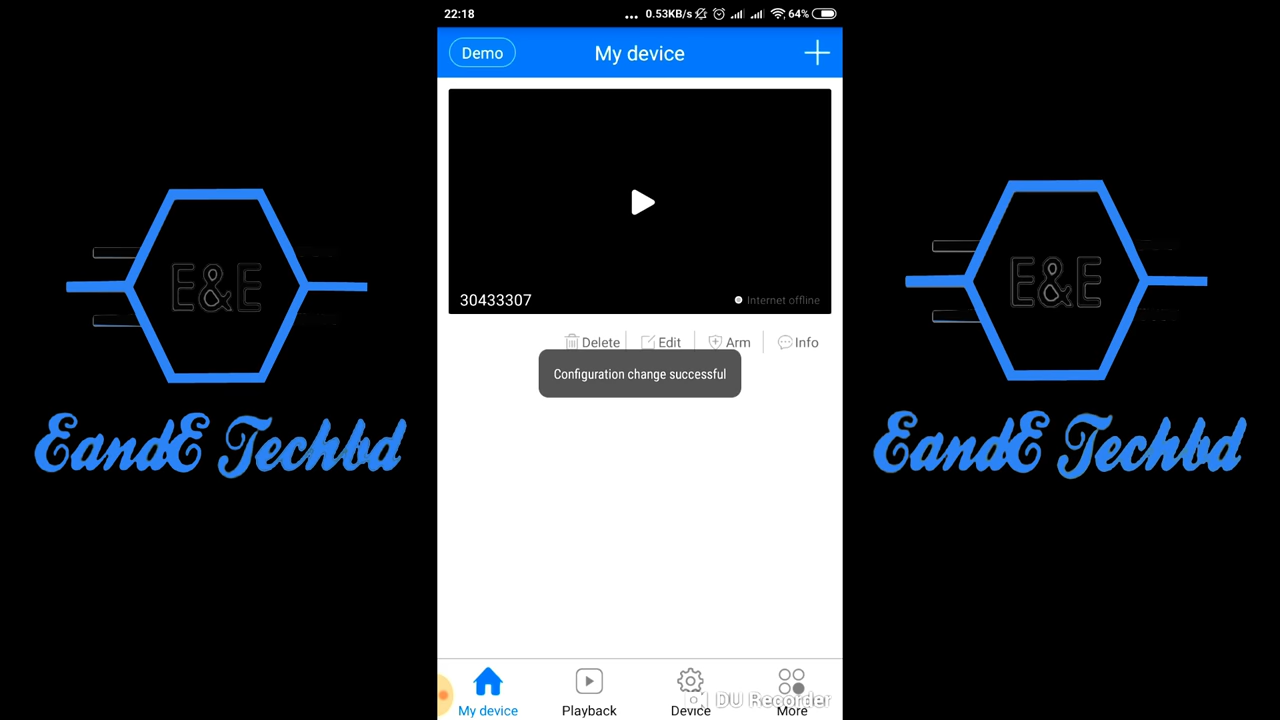 22:18
... 0.53KB/s 64%
Demo
My device
30433307
Internet offline
Delete
Edit
Arm
Info
Configuration change successful
My device
Playback
Device
More
DU Recorder
E&E
EandE Techbd
E&E
EandE Techbd